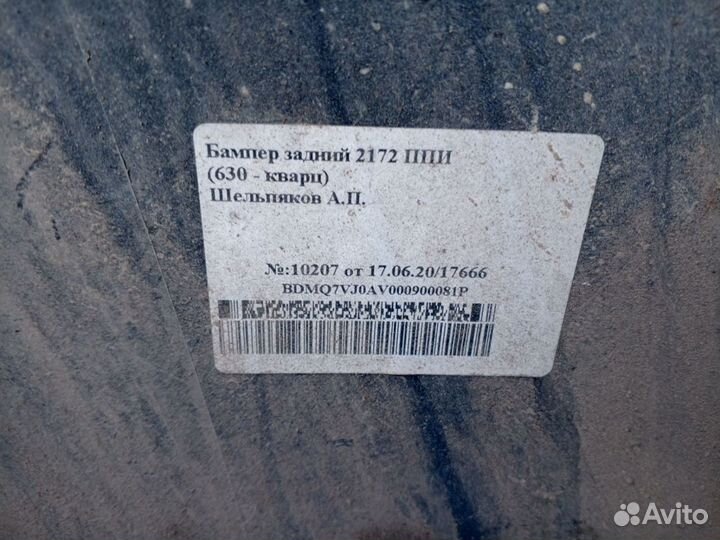 Бампер задний 2172 ППИ
(630 - кварц)
Шельпяков А.П.
№:10207 от 17.06.20/17666
BDMQ7VJ0AV000900081P
Avito